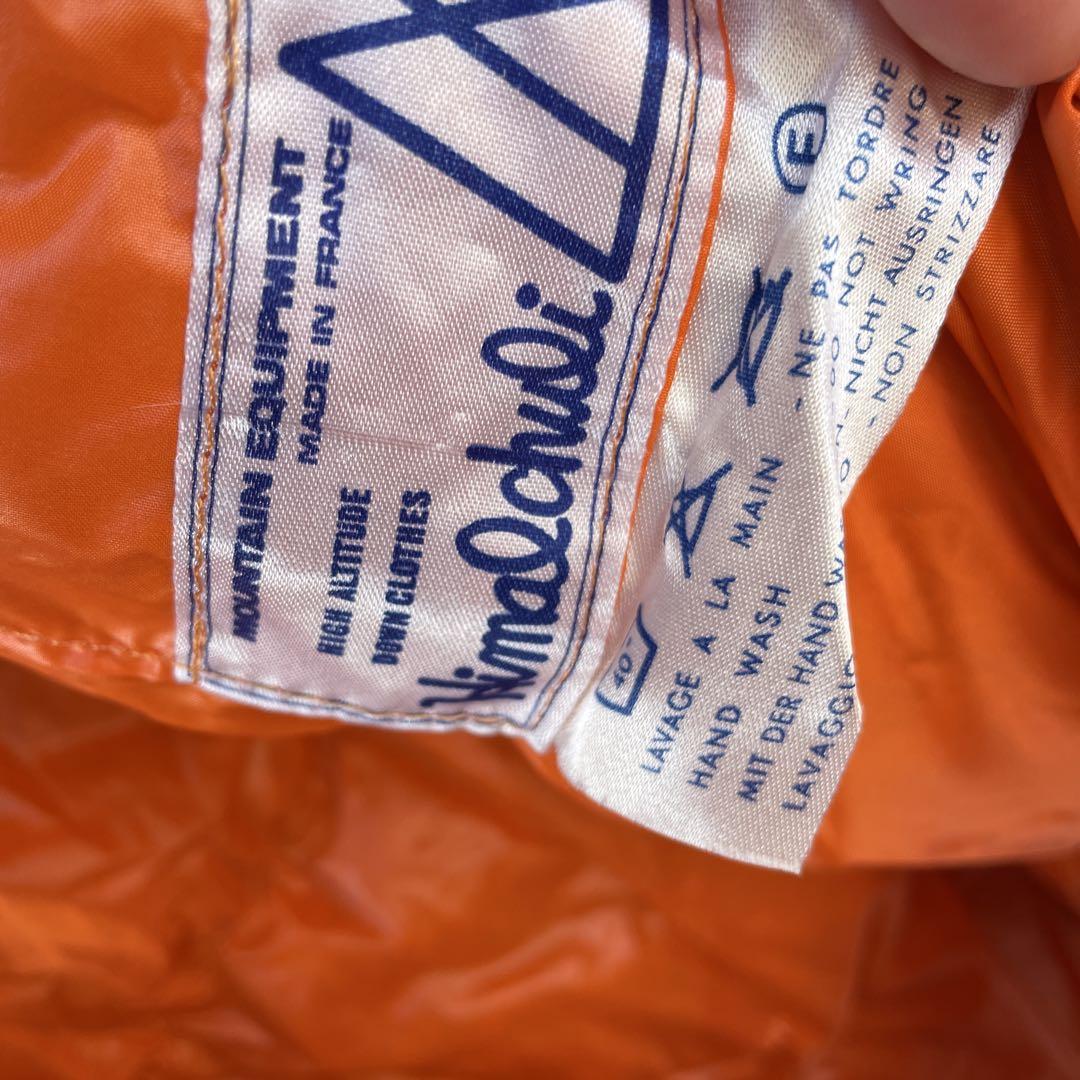 Himalchuli
HIGH ALTITUDE
DOWN CLOTHES
MOUNTAIN EQUIPMENT
MADE IN FRANCE
40°
A
E
LAVAGE A LA MAIN - NE PAS TORDRE
HAND WASH - DO NOT WRING
MIT DER HAND - NICHT AUSRINGEN
- NON STRIZZARE